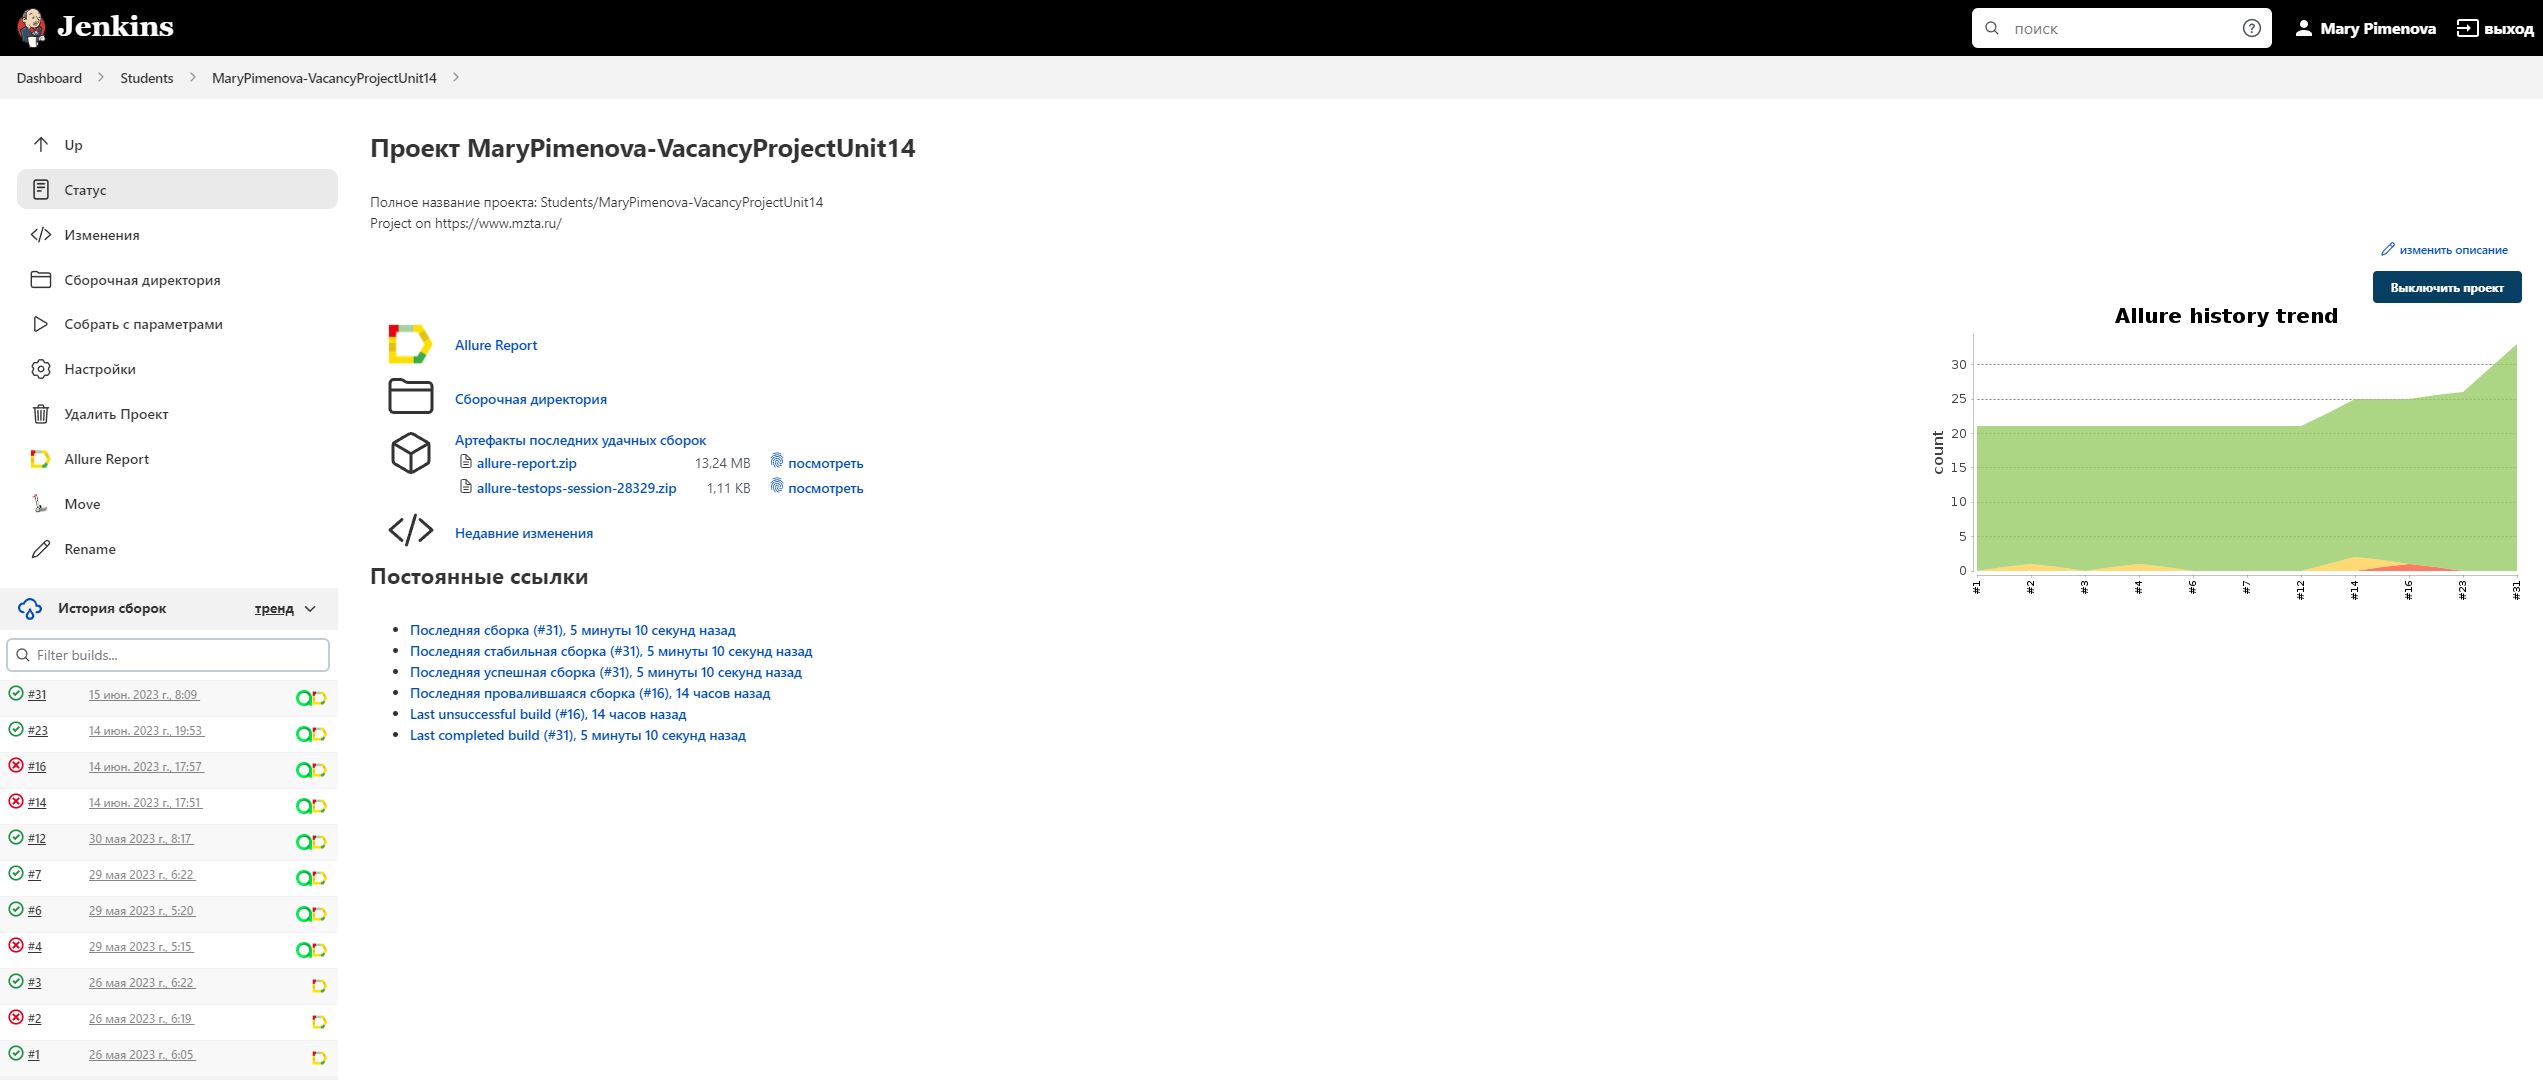 Jenkins
поиск
Mary Pimenova
выход
Dashboard
Students
MaryPimenova-VacancyProjectUnit14
Up
Статус
Изменения
Сборочная директория
Собрать с параметрами
Настройки
Удалить Проект
Allure Report
Move
Rename
История сборок
тренд
Filter builds...
#31 15 июн. 2023 г., 8:09
#23 14 июн. 2023 г., 19:53
#16 14 июн. 2023 г., 17:57
#14 14 июн. 2023 г., 17:51
#12 30 мая 2023 г., 8:17
#7 29 мая 2023 г., 6:22
#6 29 мая 2023 г., 5:20
#4 29 мая 2023 г., 5:15
#3 26 мая 2023 г., 6:22
#2 26 мая 2023 г., 6:19
#1 26 мая 2023 г., 6:05
Проект MaryPimenova-VacancyProjectUnit14
Полное название проекта: Students/MaryPimenova-VacancyProjectUnit14
Project on https://www.mzta.ru/
изменить описание
Выключить проект
Allure Report
Сборочная директория
Артефакты последних удачных сборок
allure-report.zip 13,24 MB посмотреть
allure-testops-session-28329.zip 1,11 KB посмотреть
Недавние изменения
Постоянные ссылки
Последняя сборка (#31), 5 минуты 10 секунд назад
Последняя стабильная сборка (#31), 5 минуты 10 секунд назад
Последняя успешная сборка (#31), 5 минуты 10 секунд назад
Последняя провалившаяся сборка (#16), 14 часов назад
Last unsuccessful build (#16), 14 часов назад
Last completed build (#31), 5 минуты 10 секунд назад
Allure history trend
count
30
25
20
15
10
5
0
#1
#2
#3
#4
#6
#7
#12
#14
#16
#23
#31